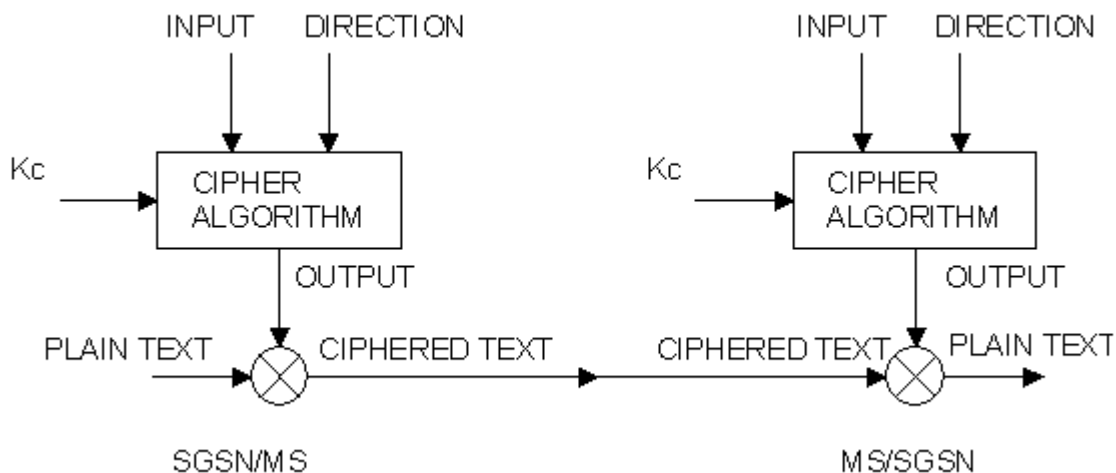 INPUT DIRECTION INPUT DIRECTION
Kc CIPHER ALGORITHM Kc CIPHER ALGORITHM
OUTPUT OUTPUT
PLAIN TEXT CIPHERED TEXT CIPHERED TEXT PLAIN TEXT
SGSN/MS MS/SGSN